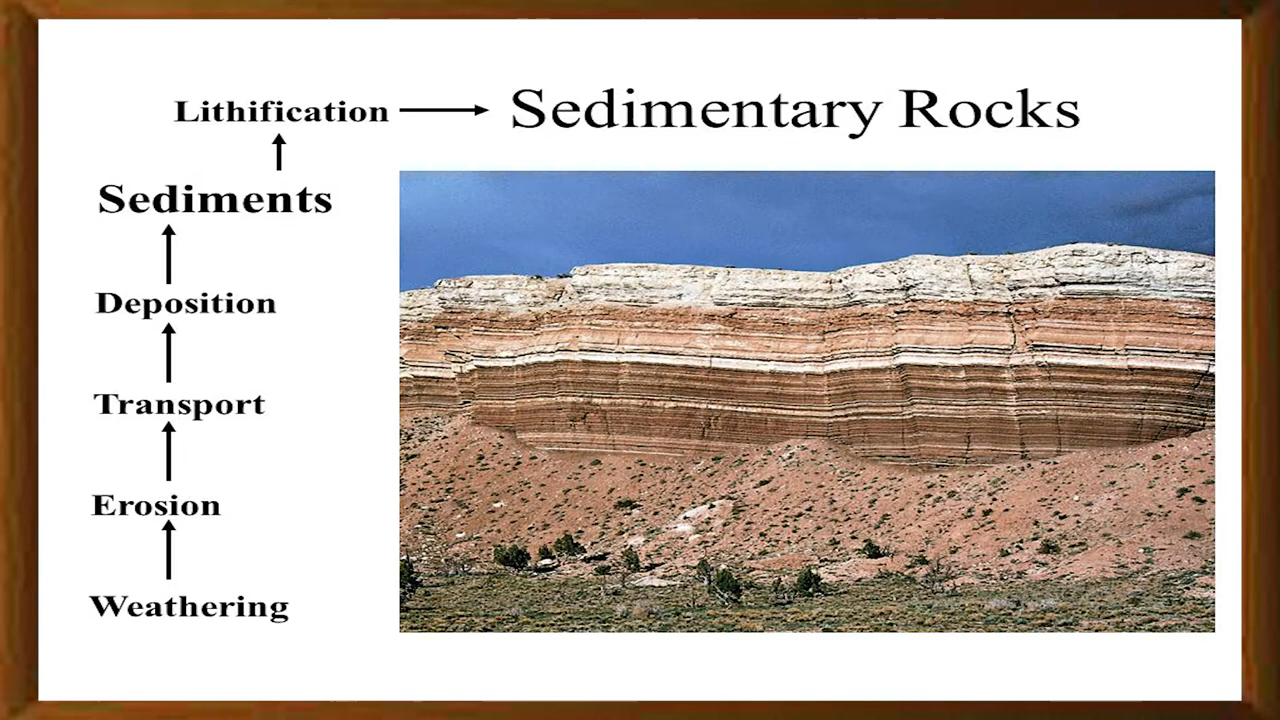 Lithification
Sedimentary Rocks
Sediments
Deposition
Transport
Erosion
Weathering